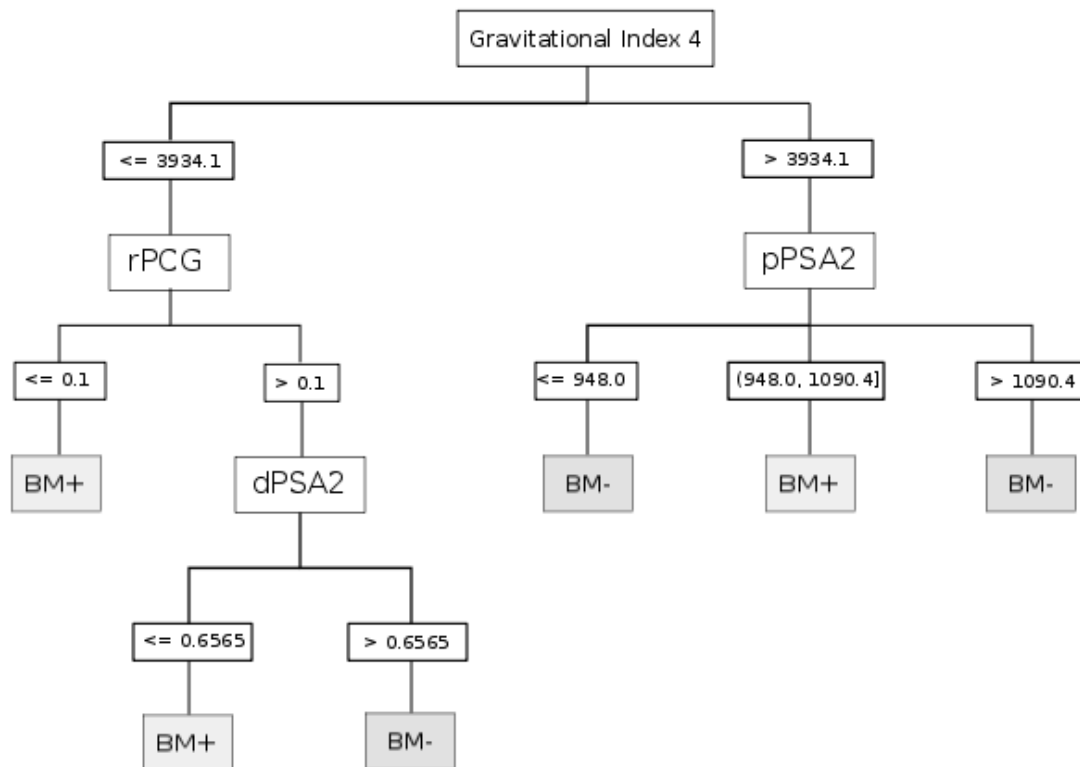 Gravitational Index 4
<= 3934.1
> 3934.1
rPCG
pPSA2
<= 0.1
> 0.1
<= 948.0
(948.0, 1090.4]
> 1090.4
BM+
dPSA2
BM-
BM+
BM-
<= 0.6565
> 0.6565
BM+
BM-